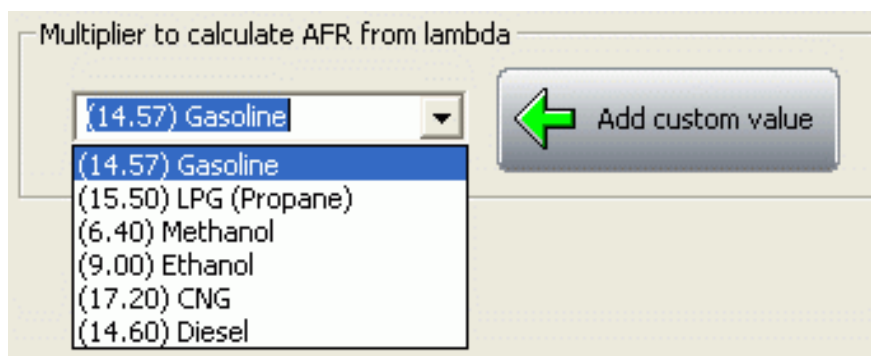 Multiplier to calculate AFR from lambda
(14.57) Gasoline
Add custom value
(14.57) Gasoline
(15.50) LPG (Propane)
(6.40) Methanol
(9.00) Ethanol
(17.20) CNG
(14.60) Diesel